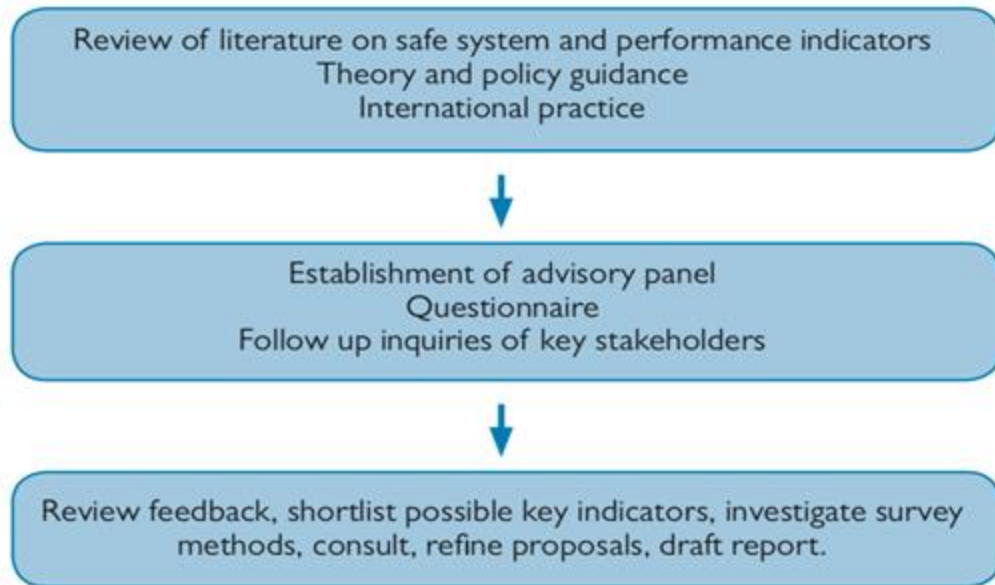 Review of literature on safe system and performance indicators
Theory and policy guidance
International practice
Establishment of advisory panel
Questionnaire
Follow up inquiries of key stakeholders
Review feedback, shortlist possible key indicators, investigate survey
methods, consult, refine proposals, draft report.